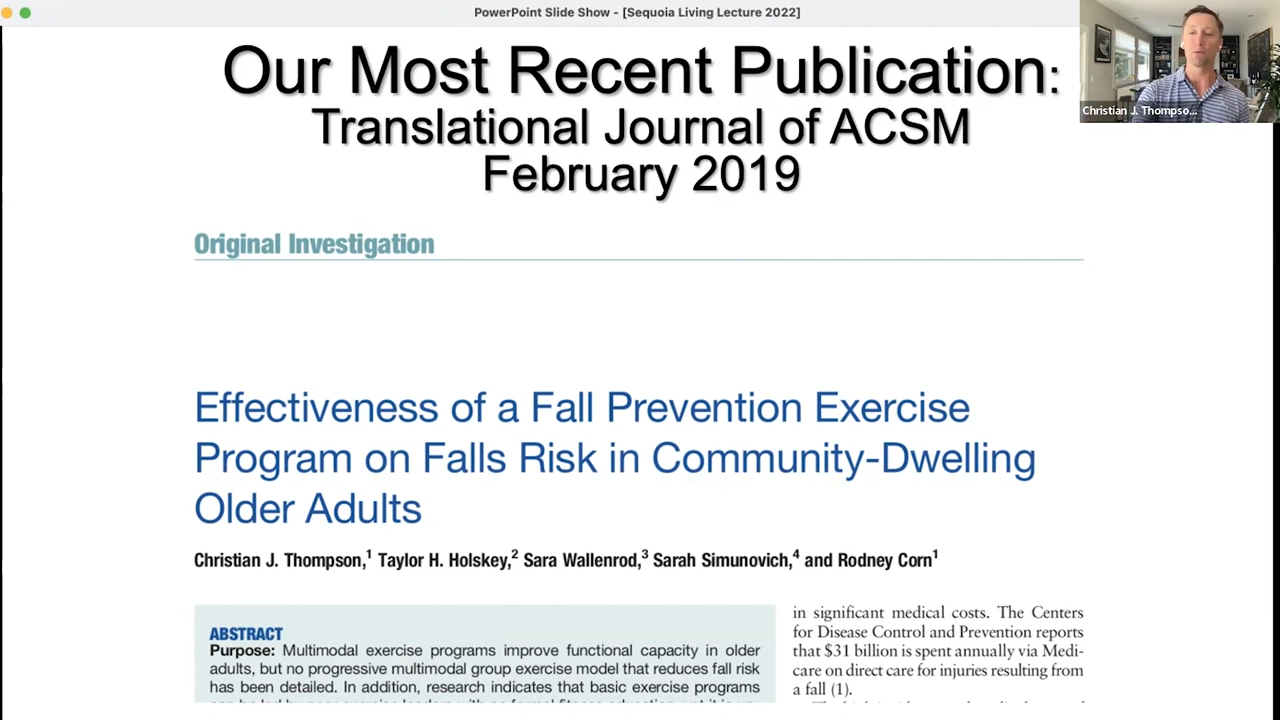 PowerPoint Slide Show - [Sequoia Living Lecture 2022]
Our Most Recent Publication:
Translational Journal of ACSM
February 2019
Christian J. Thompso...
Original Investigation
Effectiveness of a Fall Prevention Exercise
Program on Falls Risk in Community-Dwelling
Older Adults
Christian J. Thompson,1 Taylor H. Holskey,2 Sara Wallenrod,3 Sarah Simunovich,4 and Rodney Corn1
ABSTRACT
Purpose: Multimodal exercise programs improve functional capacity in older
adults, but no progressive multimodal group exercise model that reduces fall risk
has been detailed. In addition, research indicates that basic exercise programs
in significant medical costs. The Centers
for Disease Control and Prevention reports
that $31 billion is spent annually via Medi-
care on direct care for injuries resulting from
a fall (1).